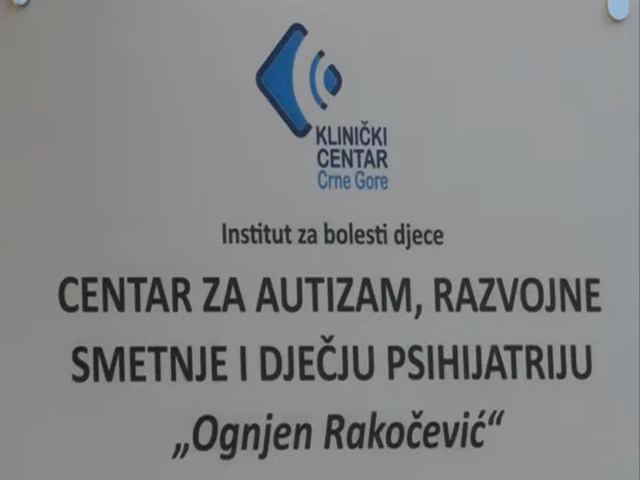 KLINIČKI
CENTAR
Crne Gore
Institut za bolesti djece
CENTAR ZA AUTIZAM, RAZVOJNE
SMETNJE I DJEČJU PSIHIJATRIJU
„Ognjen Rakočević“